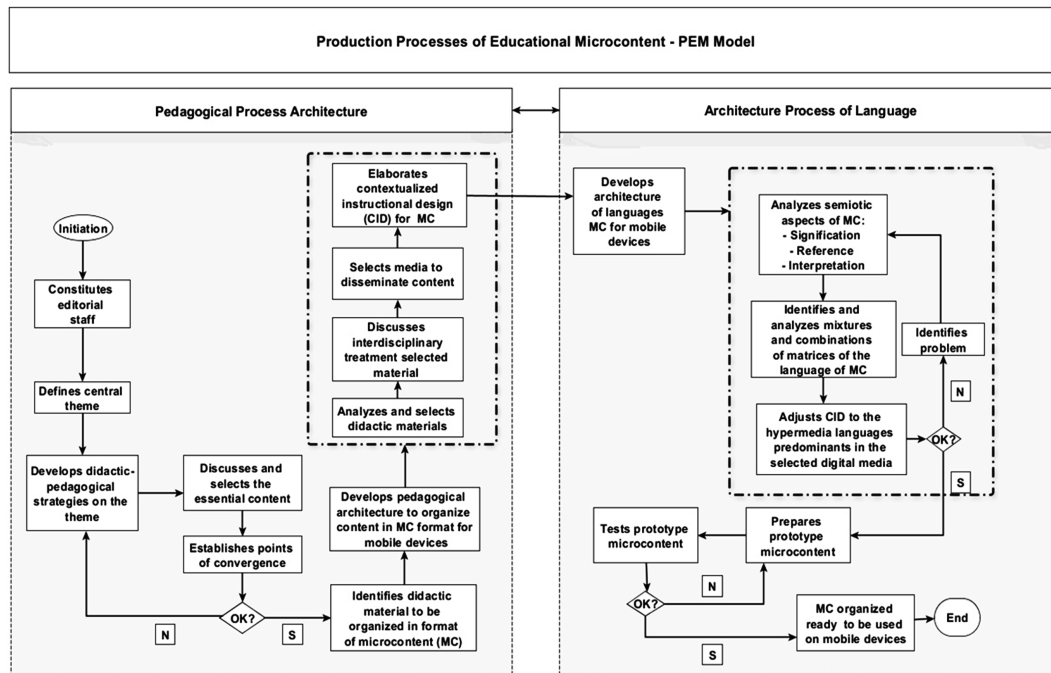 Production Processes of Educational Microcontent - PEM Model
Pedagogical Process Architecture
Initiation
Constitutes
editorial
staff
Defines central
theme
Develops didactic-
pedagogical
strategies on the
theme
Discusses and
selects the
essential content
Establishes points
of convergence
OK?
N
S
Identifies didactic
material to be
organized in format
of microcontent (MC)
Develops pedagogical
architecture to organize
content in MC format for
mobile devices
Analyzes and selects
didactic materials
Discusses
interdisciplinary
treatment selected
material
Selects media to
disseminate content
Elaborates
contextualized
instructional design
(CID) for MC
Architecture Process of Language
Develops
architecture
of languages
MC for mobile
devices
Analyzes semiotic
aspects of MC:
- Signification
- Reference
- Interpretation
Identifies and
analyzes mixtures
and combinations
of matrices of the
language of MC
Adjusts CID to the
hypermedia languages
predominants in the
selected digital media
OK?
N
Identifies
problem
S
Prepares
prototype
microcontent
Tests prototype
microcontent
OK?
N
S
MC organized
ready to be used
on mobile devices
End